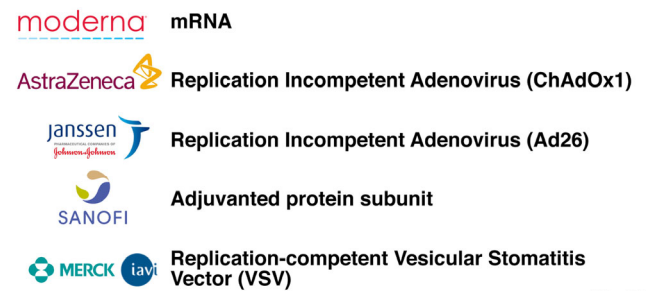 moderna mRNA
AstraZeneca Replication Incompetent Adenovirus (ChAdOx1)
janssen
PHARMACEUTICAL COMPANIES OF
Johnson & Johnson
Replication Incompetent Adenovirus (Ad26)
SANOFI
Adjuvanted protein subunit
MERCK iavi
Replication-competent Vesicular Stomatitis
Vector (VSV)